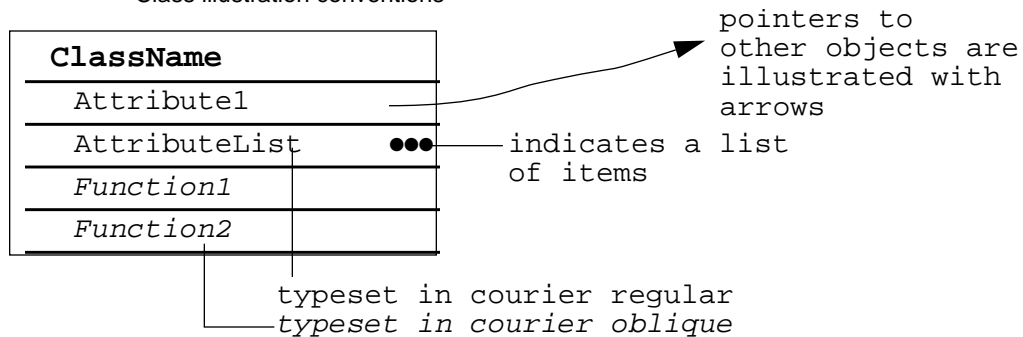 Class illustration conventions
ClassName
Attribute1
AttributeList
Function1
Function2
pointers to
other objects are
illustrated with
arrows
indicates a list
of items
typeset in courier regular
typeset in courier oblique